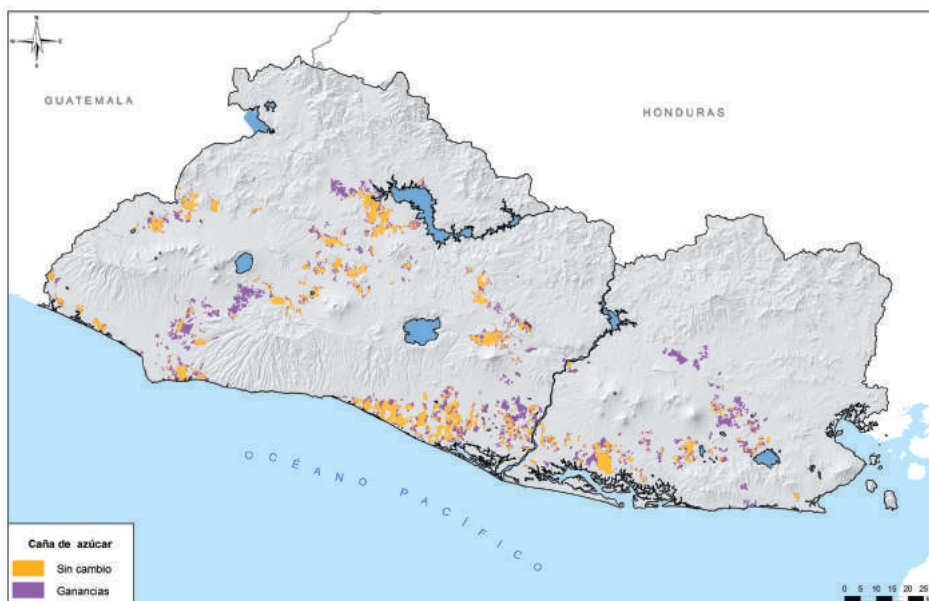 N
GUATEMALA
HONDURAS
OCÉANO PACÍFICO
Caña de azúcar
Sin cambio
Ganancias
0 5 10 15 20 25